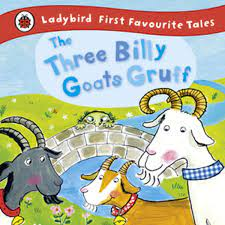 Ladybird First Favourite Tales
The
Three Billy
Goats Gruff